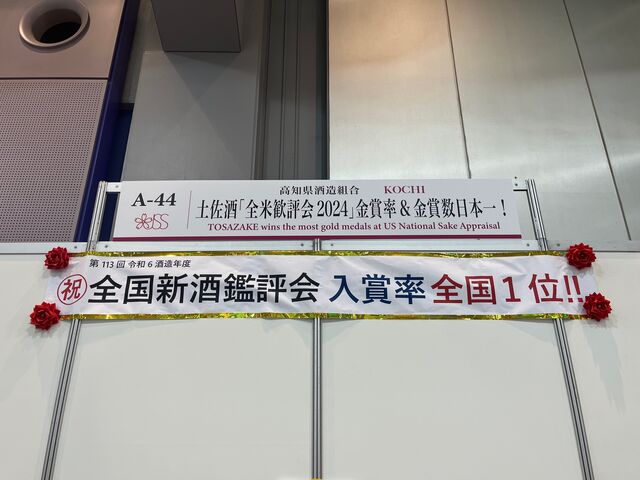 A-44
JSS
高知県酒造組合 KOCHI
土佐酒「全米歓評会2024」金賞率&金賞数日本一!
TOSAZAKE wins the most gold medals at US National Sake Appraisal
第113回 令和6酒造年度
祝 全国新酒鑑評会 入賞率 全国1位!!